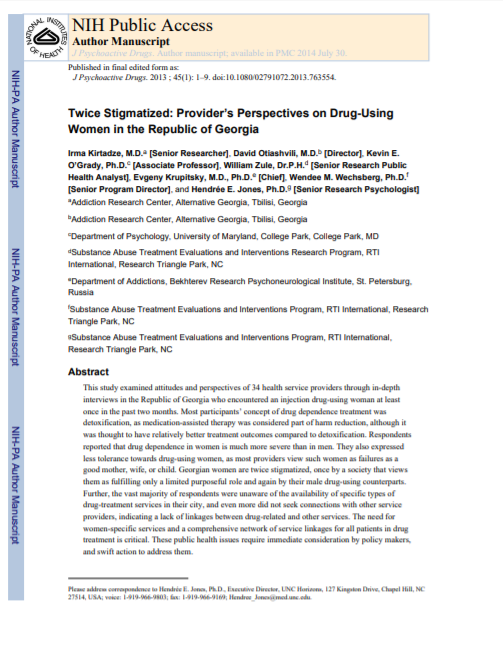 NATIONAL INSTITUTES OF HEALTH
NIH Public Access
Author Manuscript
J Psychoactive Drugs. Author manuscript; available in PMC 2014 July 30.
Published in final edited form as:
J Psychoactive Drugs. 2013 ; 45(1): 1–9. doi:10.1080/02791072.2013.763554.
NIH-PA Author Manuscript
NIH-PA Author Manuscript
NIH-PA Author Manuscript
Twice Stigmatized: Provider's Perspectives on Drug-Using
Women in the Republic of Georgia
Irma Kirtadze, M.D.a [Senior Researcher], David Otiashvili, M.D.b [Director], Kevin E.
O'Grady, Ph.D.c [Associate Professor], William Zule, Dr.P.H.d [Senior Research Public
Health Analyst], Evgeny Krupitsky, M.D., Ph.D.e [Chief], Wendee M. Wechsberg, Ph.D.f
[Senior Program Director], and Hendrée E. Jones, Ph.D.g [Senior Research Psychologist]
aAddiction Research Center, Alternative Georgia, Tbilisi, Georgia
bAddiction Research Center, Alternative Georgia, Tbilisi, Georgia
cDepartment of Psychology, University of Maryland, College Park, College Park, MD
dSubstance Abuse Treatment Evaluations and Interventions Research Program, RTI
International, Research Triangle Park, NC
eDepartment of Addictions, Bekhterev Research Psychoneurological Institute, St. Petersburg,
Russia
fSubstance Abuse Treatment Evaluations and Interventions Program, RTI International, Research
Triangle Park, NC
gSubstance Abuse Treatment Evaluations and Interventions Program, RTI International,
Research Triangle Park, NC
Abstract
This study examined attitudes and perspectives of 34 health service providers through in-depth
interviews in the Republic of Georgia who encountered an injection drug-using woman at least
once in the past two months. Most participants' concept of drug dependence treatment was
detoxification, as medication-assisted therapy was considered part of harm reduction, although it
was thought to have relatively better treatment outcomes compared to detoxification. Respondents
reported that drug dependence in women is much more severe than in men. They also expressed
less tolerance towards drug-using women, as most providers view such women as failures as a
good mother, wife, or child. Georgian women are twice stigmatized, once by a society that views
them as fulfilling only a limited purposeful role and again by their male drug-using counterparts.
Further, the vast majority of respondents were unaware of the availability of specific types of
drug-treatment services in their city, and even more did not seek connections with other service
providers, indicating a lack of linkages between drug-related and other services. The need for
women-specific services and a comprehensive network of service linkages for all patients in drug
treatment is critical. These public health issues require immediate consideration by policy makers,
and swift action to address them.
Please address correspondence to Hendrée E. Jones, Ph.D., Executive Director, UNC Horizons, 127 Kingston Drive, Chapel Hill, NC
27514, USA; voice: 1-919-966-9803; fax: 1-919-966-9169; Hendree_Jones@med.unc.edu.